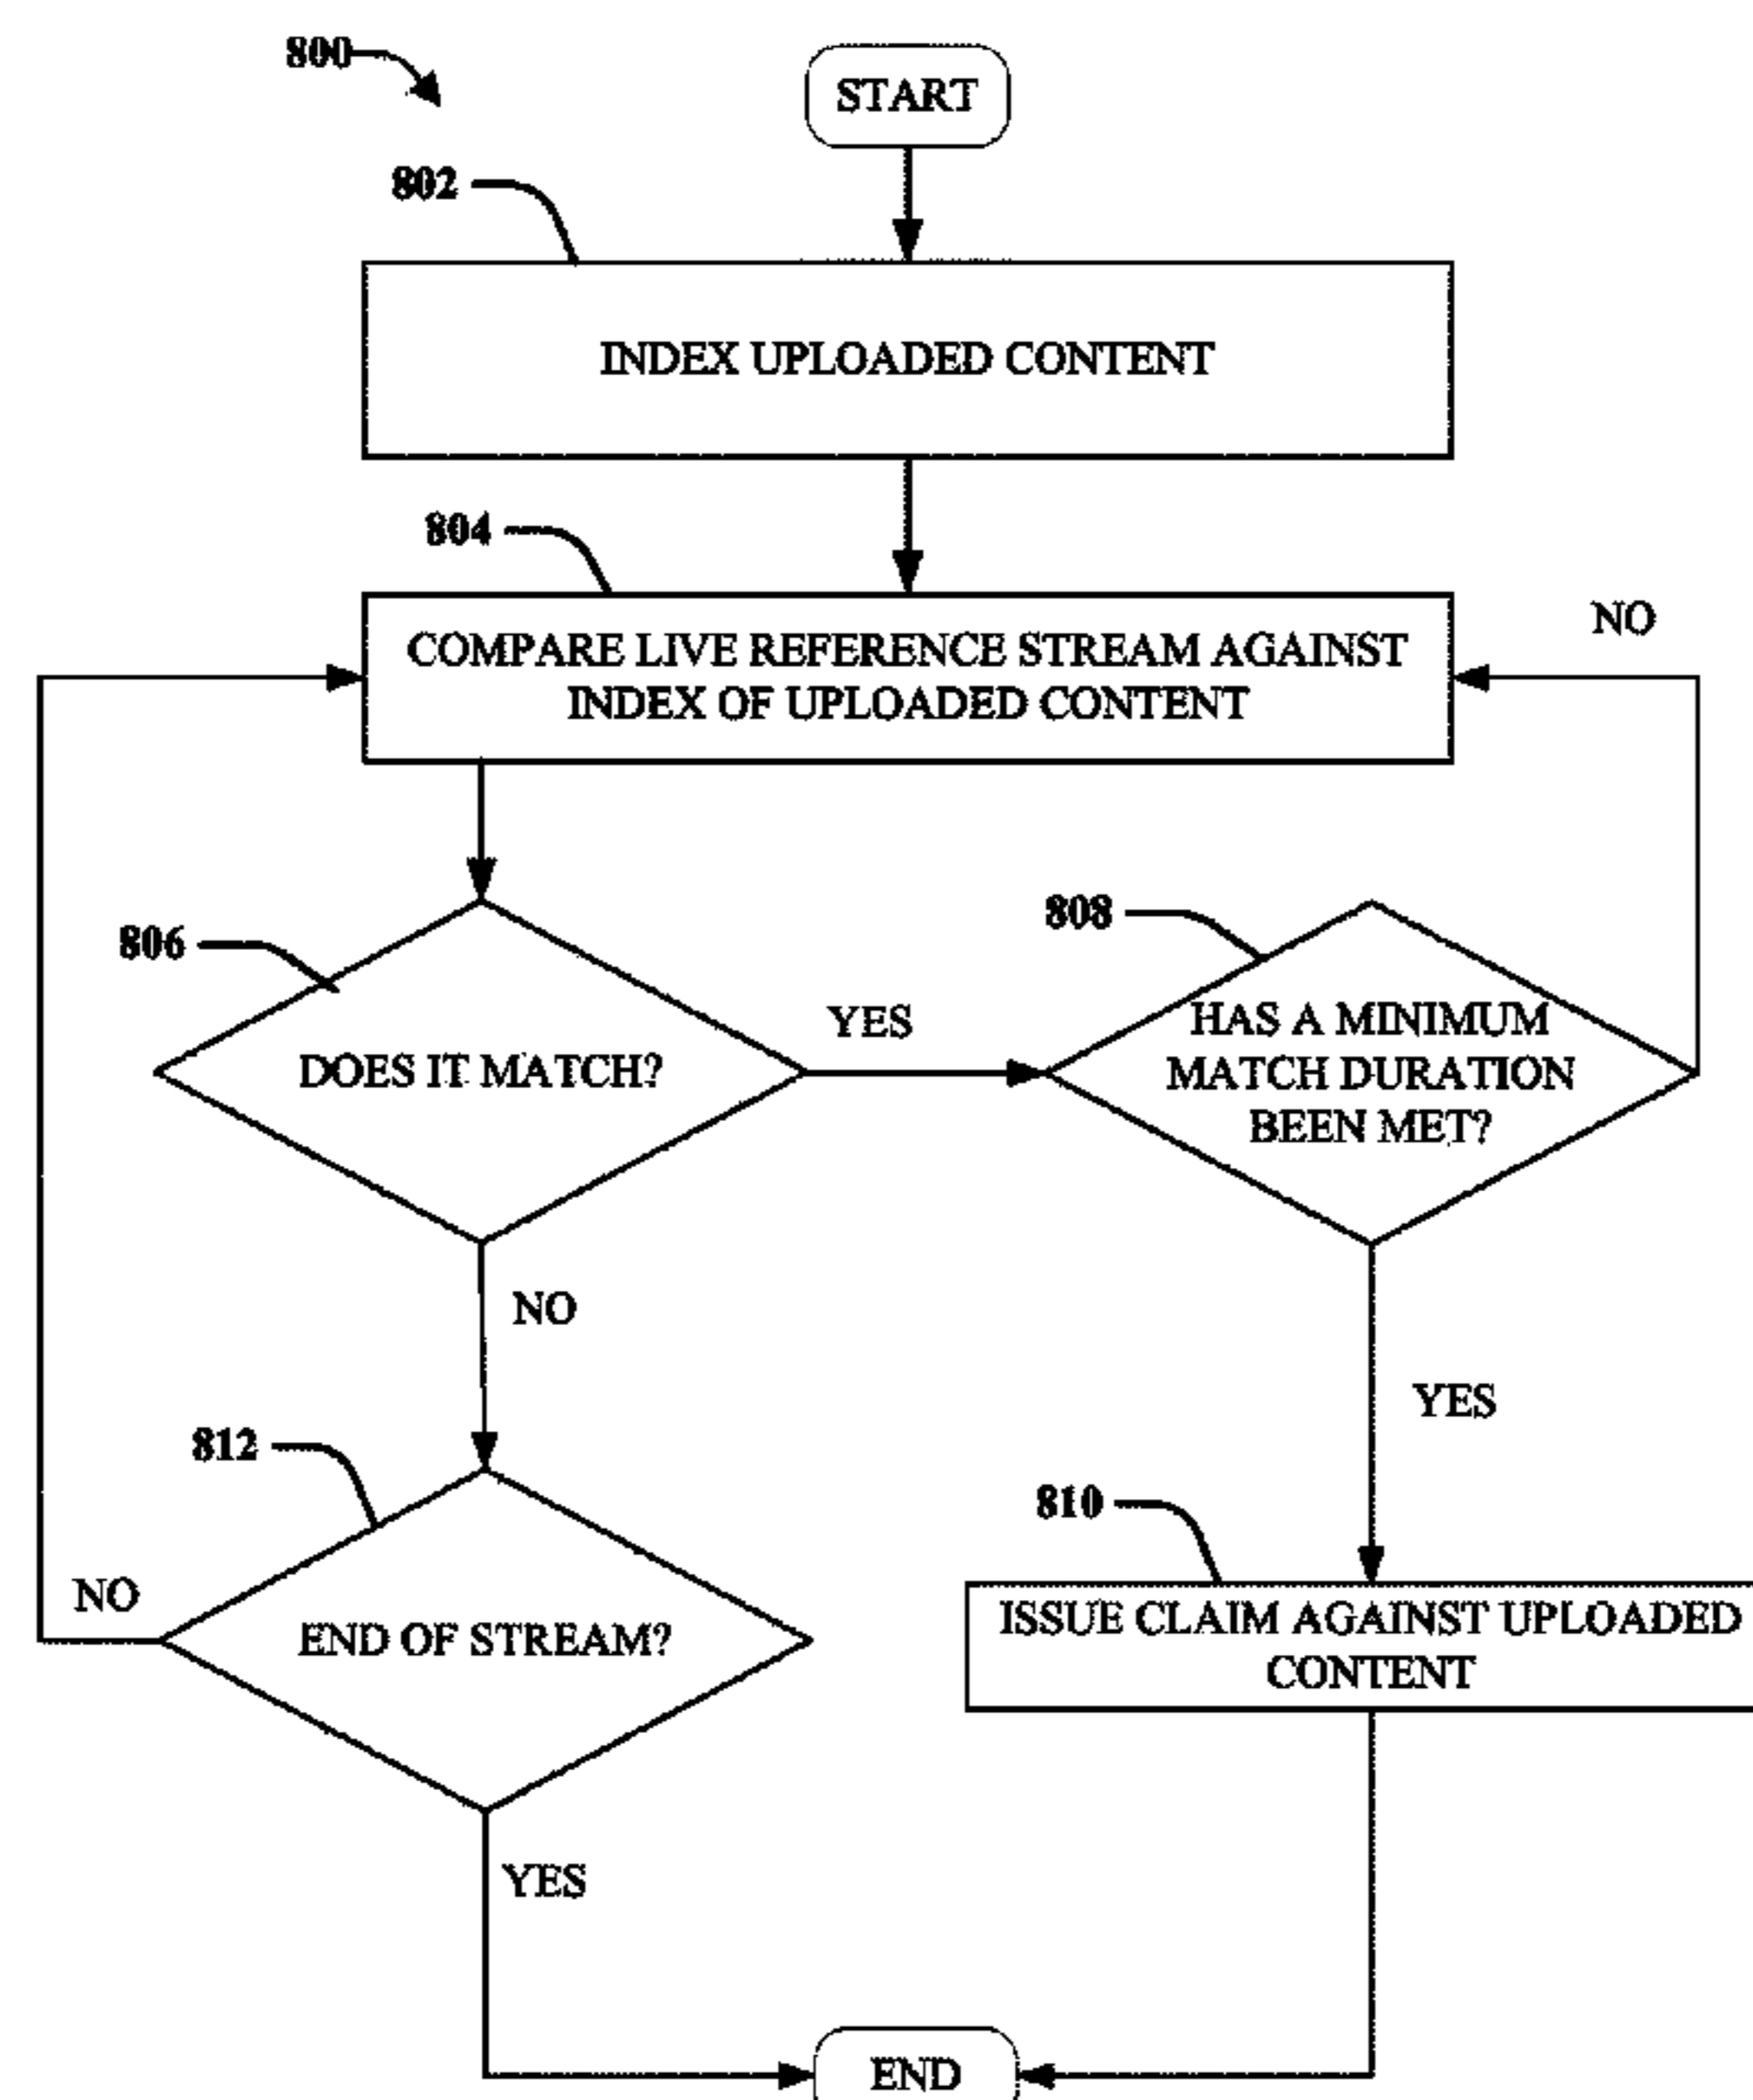 800
START
802
INDEX UPLOADED CONTENT
804
NO
COMPARE LIVE REFERENCE STREAM AGAINST
INDEX OF UPLOADED CONTENT
806
808
DOES IT MATCH?
YES
HAS A MINIMUM
MATCH DURATION
BEEN MET?
NO
YES
812
810
NO
END OF STREAM?
ISSUE CLAIM AGAINST UPLOADED
CONTENT
YES
END